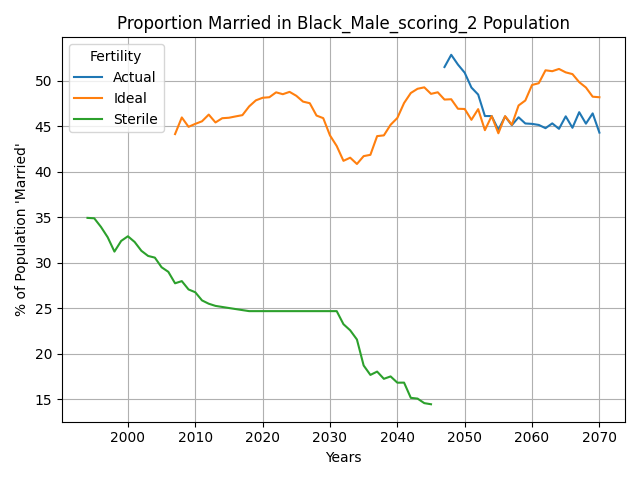 Proportion Married in Black_Male_scoring_2 Population
Fertility
Actual
Ideal
Sterile
% of Population 'Married'
50
45
40
35
30
25
20
15
2000 2010 2020 2030 2040 2050 2060 2070
Years